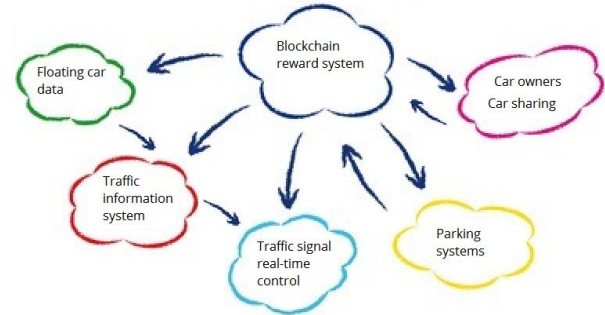 Blockchain
reward system
Floating car
data
Car owners
Car sharing
Traffic
information
system
Traffic signal
real-time
control
Parking
systems